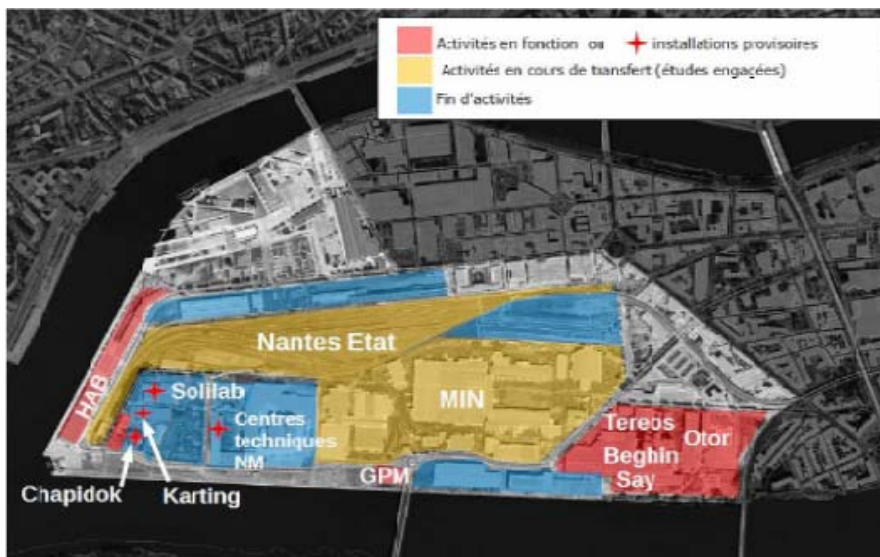 Activités en fonction ou installations provisoires
Activités en cours de transfert (études engagées)
Fin d'activités
Nantes Etat
HAB
Solilab
MIN
Centres
techniques
NM
Tereos
Otor
Beghin
Say
GPM
Chapidok
Karting